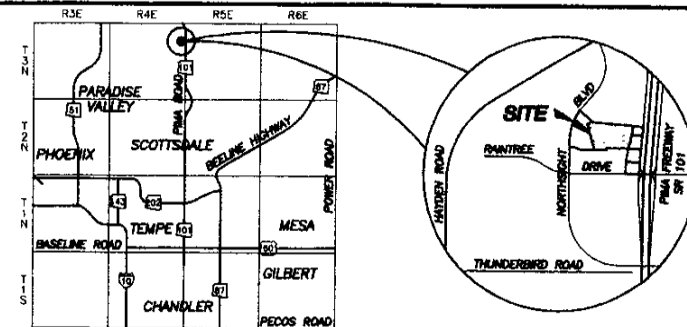 R3E R4E R5E R6E
T3N
T2N
T1N
T1S
101
87
PARADISE
VALLEY
51
PIMA ROAD
SCOTTSDALE
BEELINE HIGHWAY
PHOENIX
POWER ROAD
143
202
TEMPE
101
MESA
BASELINE ROAD
60
GILBERT
10
87
CHANDLER
PECOS ROAD
SITE
BLVD
HAYDEN ROAD
RAINTREE
DRIVE
NORTHSIGHT
PIMA FREEWAY
SR 101
THUNDERBIRD ROAD